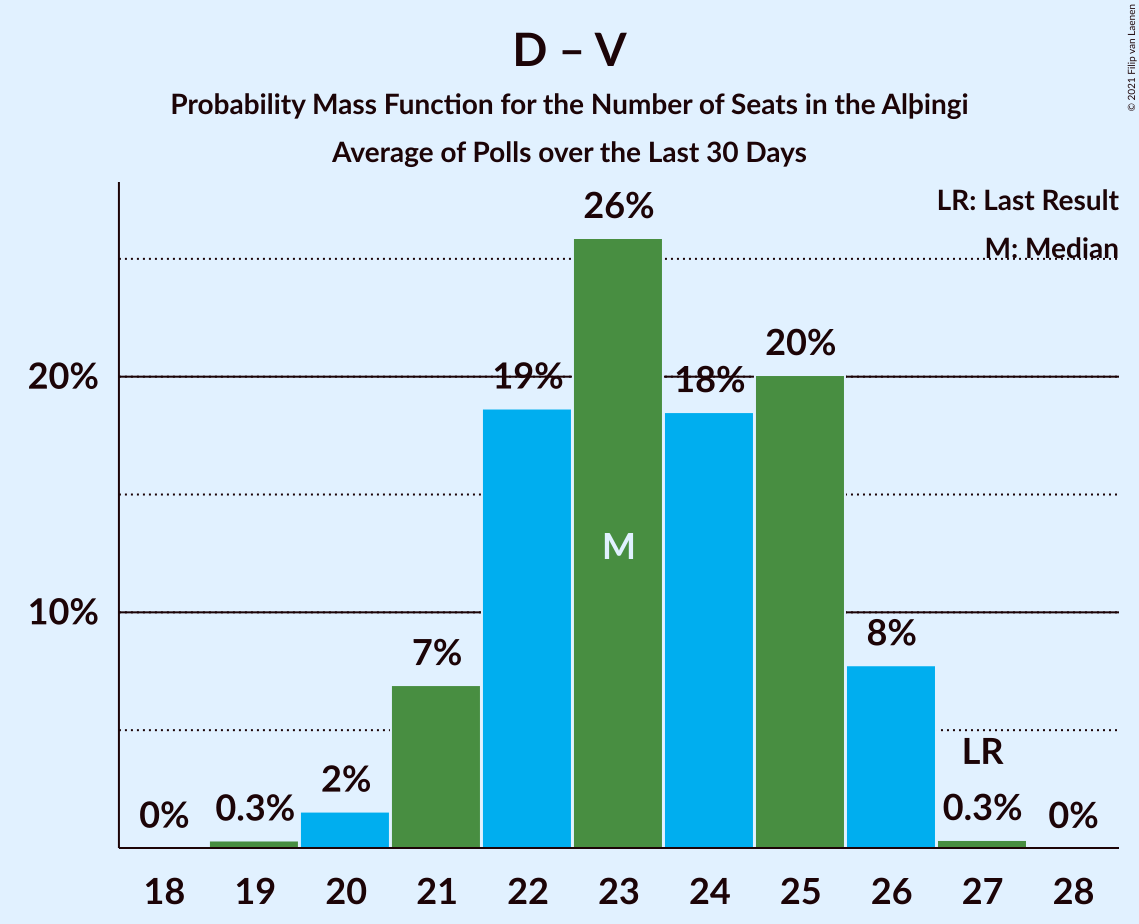 D – V
Probability Mass Function for the Number of Seats in the Alþingi
Average of Polls over the Last 30 Days
© 2021 Filip van Laenen
LR: Last Result
M: Median
26%
20%
19%
18%
20%
M
10%
7%
8%
LR
0%
0.3%
2%
0.3%
0%
18 19 20 21 22 23 24 25 26 27 28